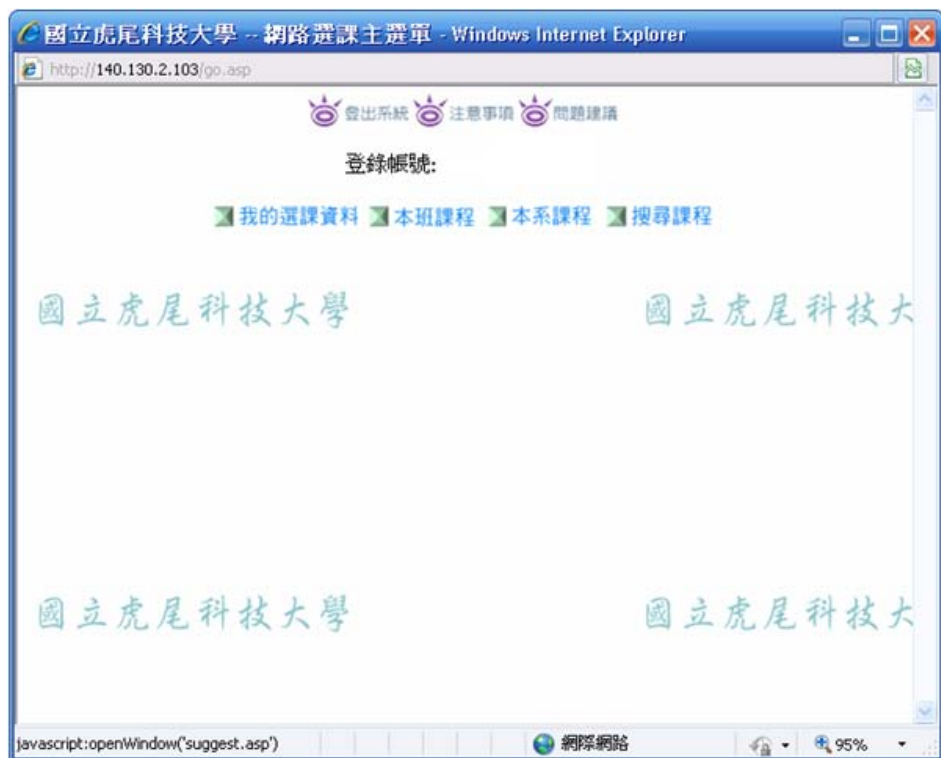 國立虎尾科技大學 -- 網路選課主選單 - Windows Internet Explorer
http://140.130.2.103/go.asp
登出系統 注意事項 問題建議
登錄帳號:
我的選課資料 本班課程 本系課程 搜尋課程
國立虎尾科技大學 國立虎尾科技大
國立虎尾科技大學 國立虎尾科技大
javascript:openWindow('suggest.asp') 網際網路 95%